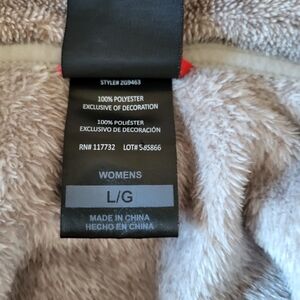 STYLE# 2G9463
100% POLYESTER
EXCLUSIVE OF DECORATION
100% POLIÉSTER
EXCLUSIVO DE DECORACIÓN
RN# 117732 LOT# 585866
WOMENS
L/G
MADE IN CHINA
HECHO EN CHINA